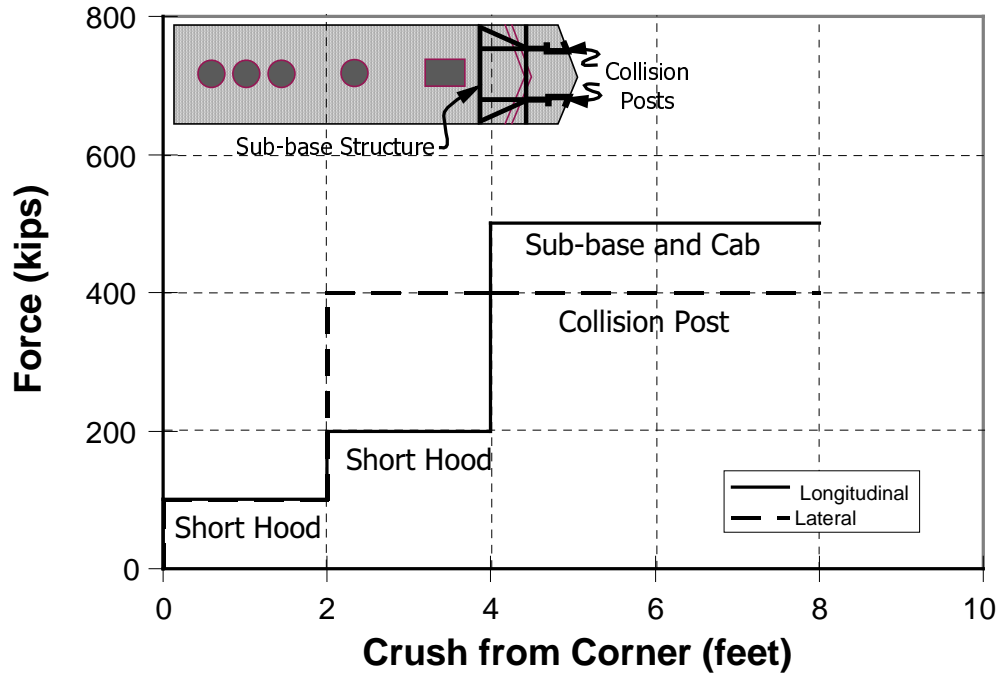 800
Collision
Posts
Sub-base Structure
600
Force (kips)
Sub-base and Cab
400
Collision Post
200
Short Hood
Longitudinal
Short Hood
Lateral
0
0 2 4 6 8 10
Crush from Corner (feet)